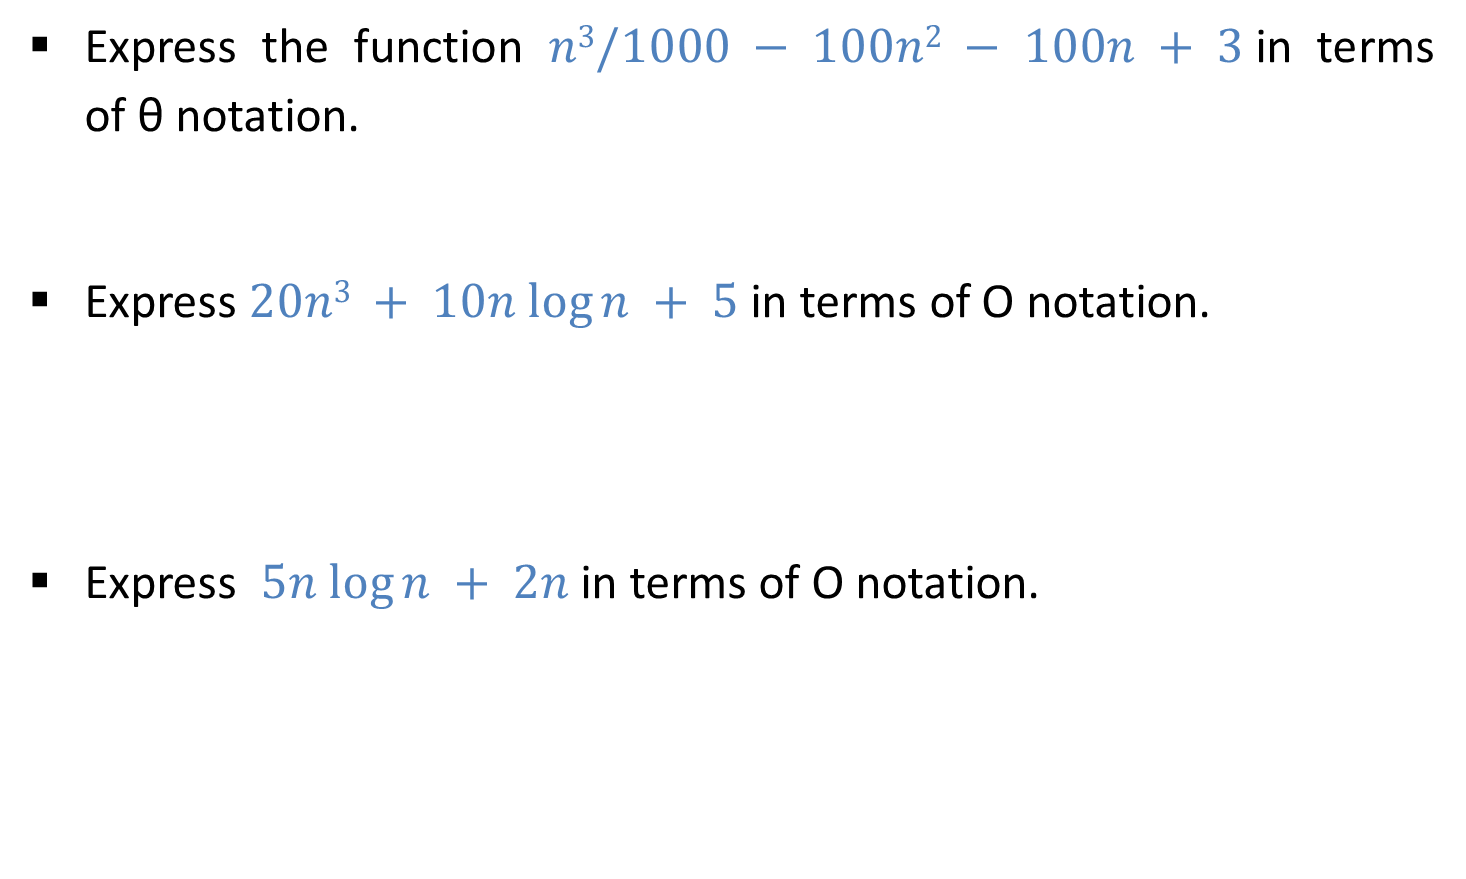 ▪ Express the function n³/1000 − 100n² − 100n + 3 in terms
of θ notation.
▪ Express 20n³ + 10n log n + 5 in terms of O notation.
▪ Express 5n log n + 2n in terms of O notation.